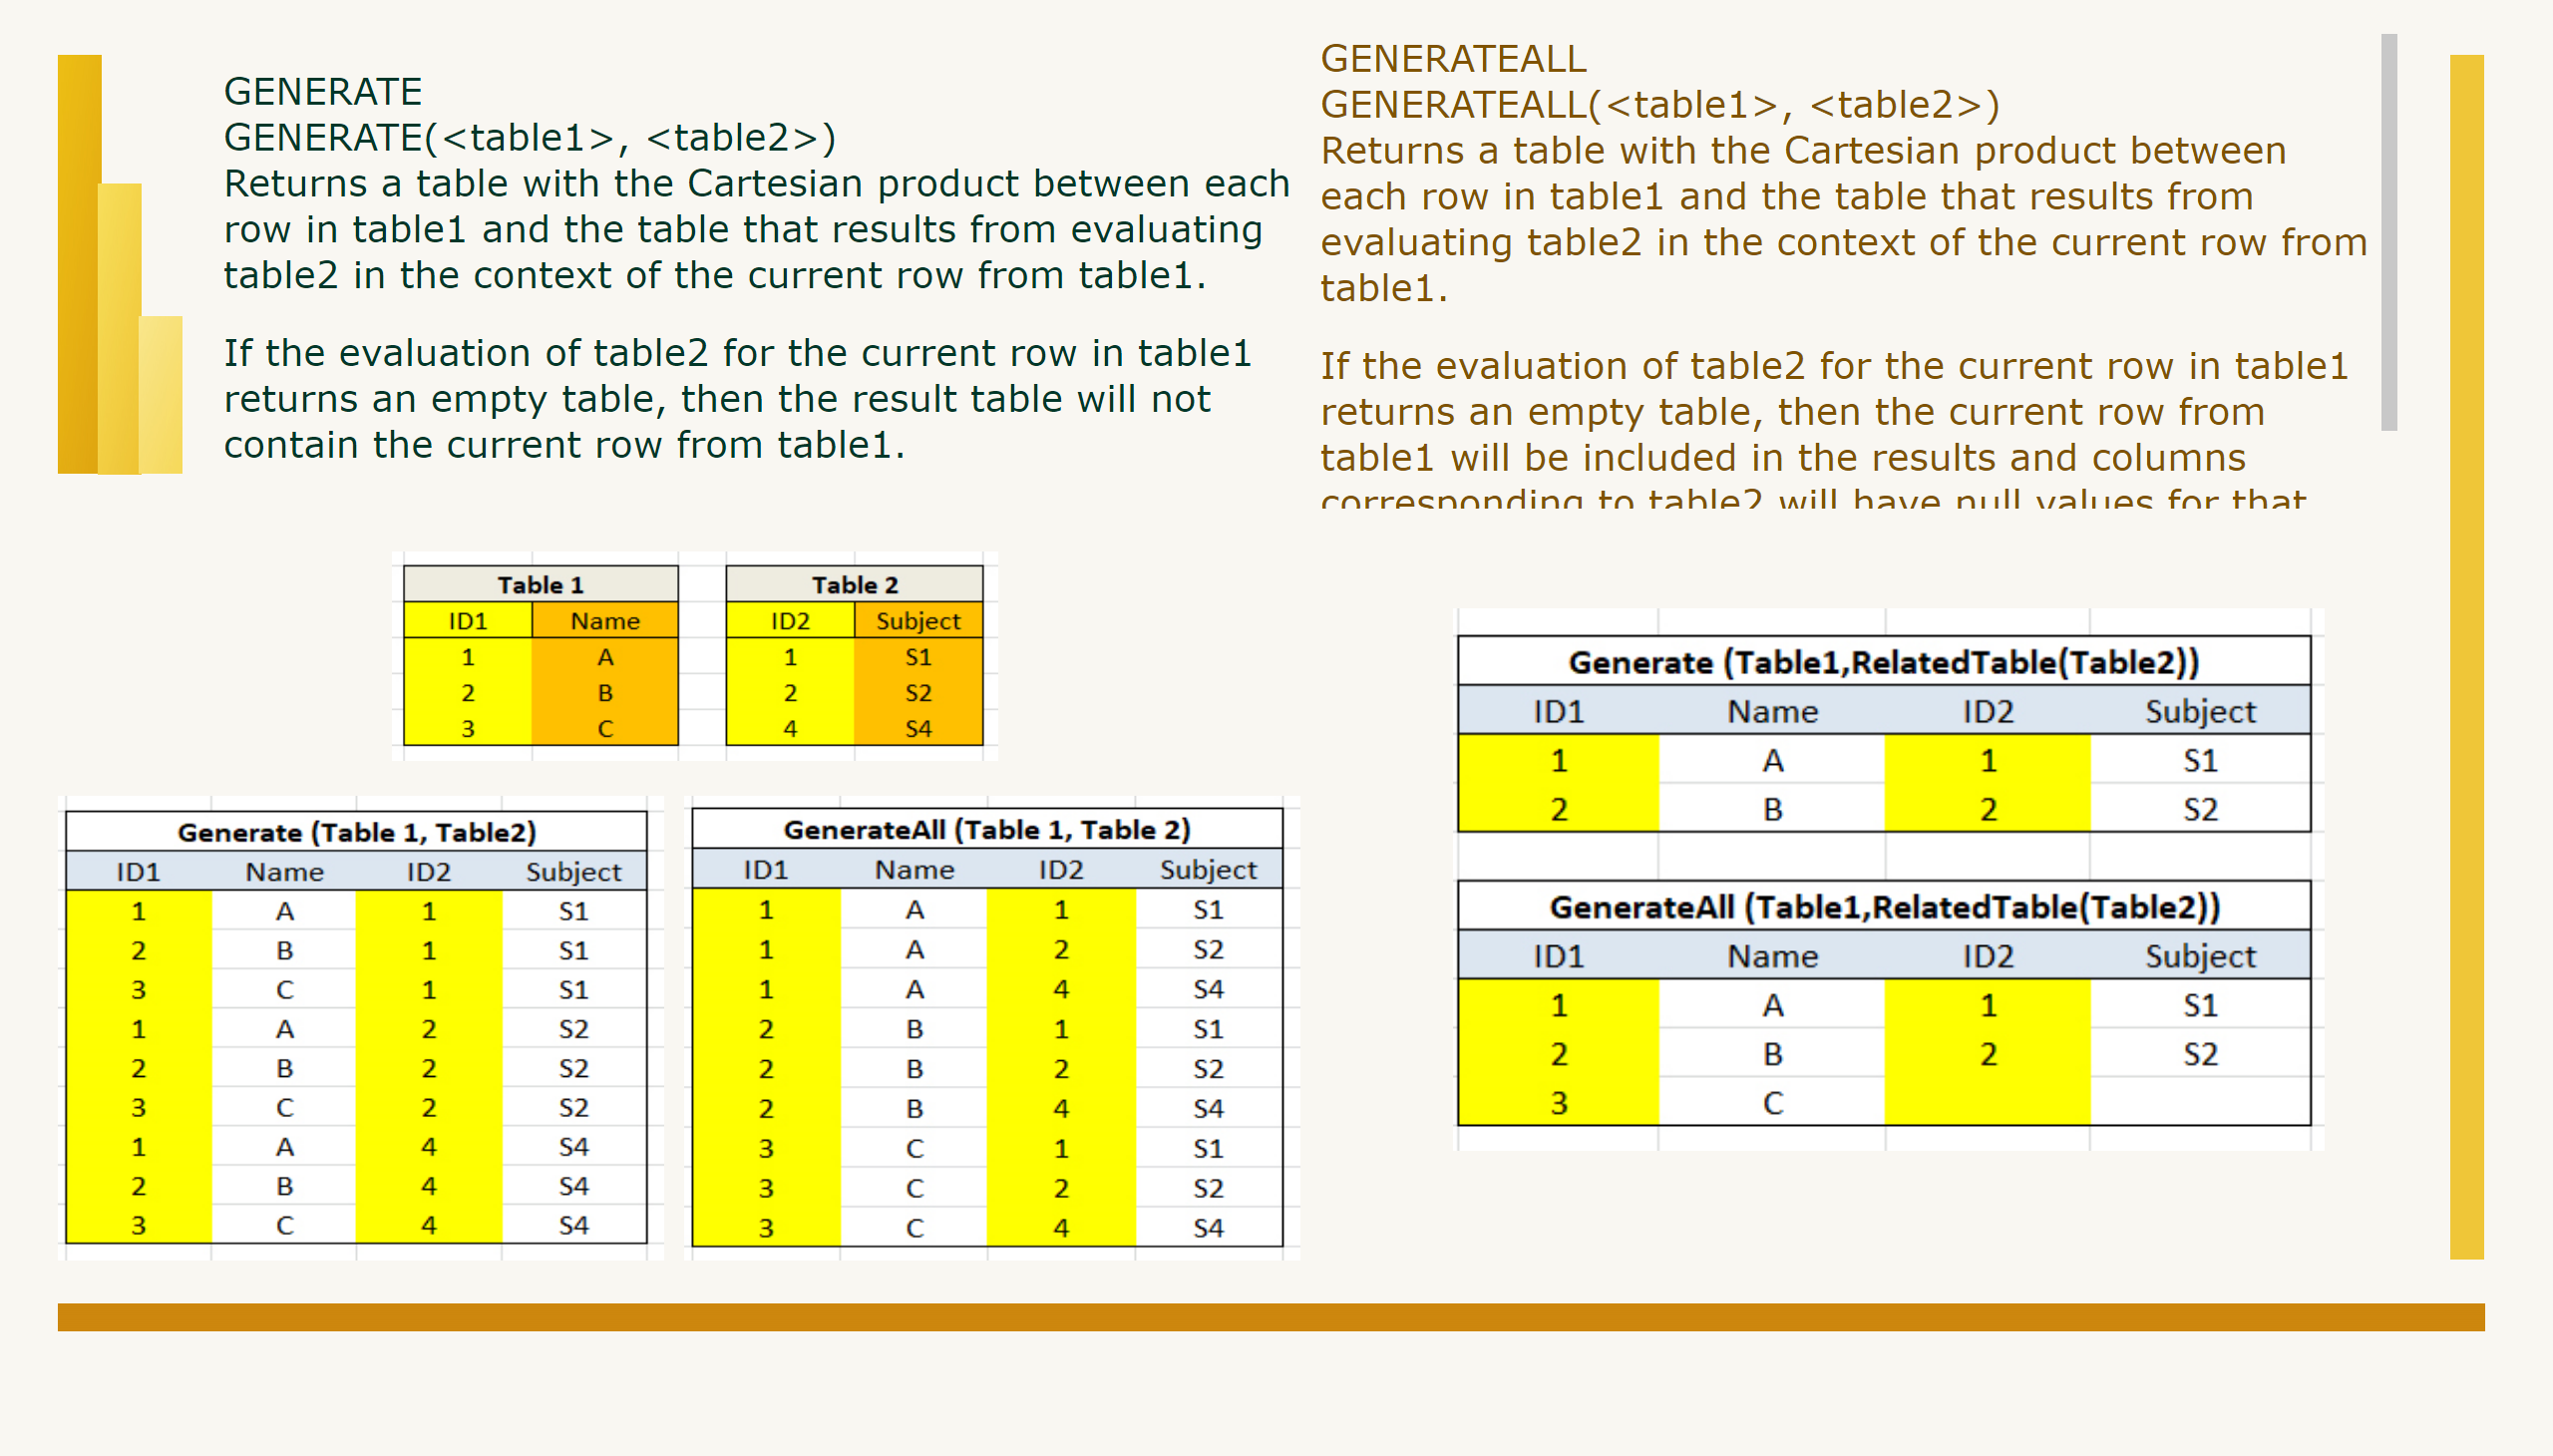 GENERATE
GENERATE(<table1>, <table2>)
Returns a table with the Cartesian product between each
row in table1 and the table that results from evaluating
table2 in the context of the current row from table1.
If the evaluation of table2 for the current row in table1
returns an empty table, then the result table will not
contain the current row from table1.
GENERATEALL
GENERATEALL(<table1>, <table2>)
Returns a table with the Cartesian product between
each row in table1 and the table that results from
evaluating table2 in the context of the current row from
table1.
If the evaluation of table2 for the current row in table1
returns an empty table, then the current row from
table1 will be included in the results and columns
corresponding to table2 will have null values for that
Table 1
ID1 Name
1 A
2 B
3 C
Table 2
ID2 Subject
1 S1
2 S2
4 S4
Generate (Table 1, Table2)
ID1 Name ID2 Subject
1 A 1 S1
2 B 1 S1
3 C 1 S1
1 A 2 S2
2 B 2 S2
3 C 2 S2
1 A 4 S4
2 B 4 S4
3 C 4 S4
GenerateAll (Table 1, Table 2)
ID1 Name ID2 Subject
1 A 1 S1
1 A 2 S2
1 A 4 S4
2 B 1 S1
2 B 2 S2
2 B 4 S4
3 C 1 S1
3 C 2 S2
3 C 4 S4
Generate (Table1,RelatedTable(Table2))
ID1 Name ID2 Subject
1 A 1 S1
2 B 2 S2
GenerateAll (Table1,RelatedTable(Table2))
ID1 Name ID2 Subject
1 A 1 S1
2 B 2 S2
3 C